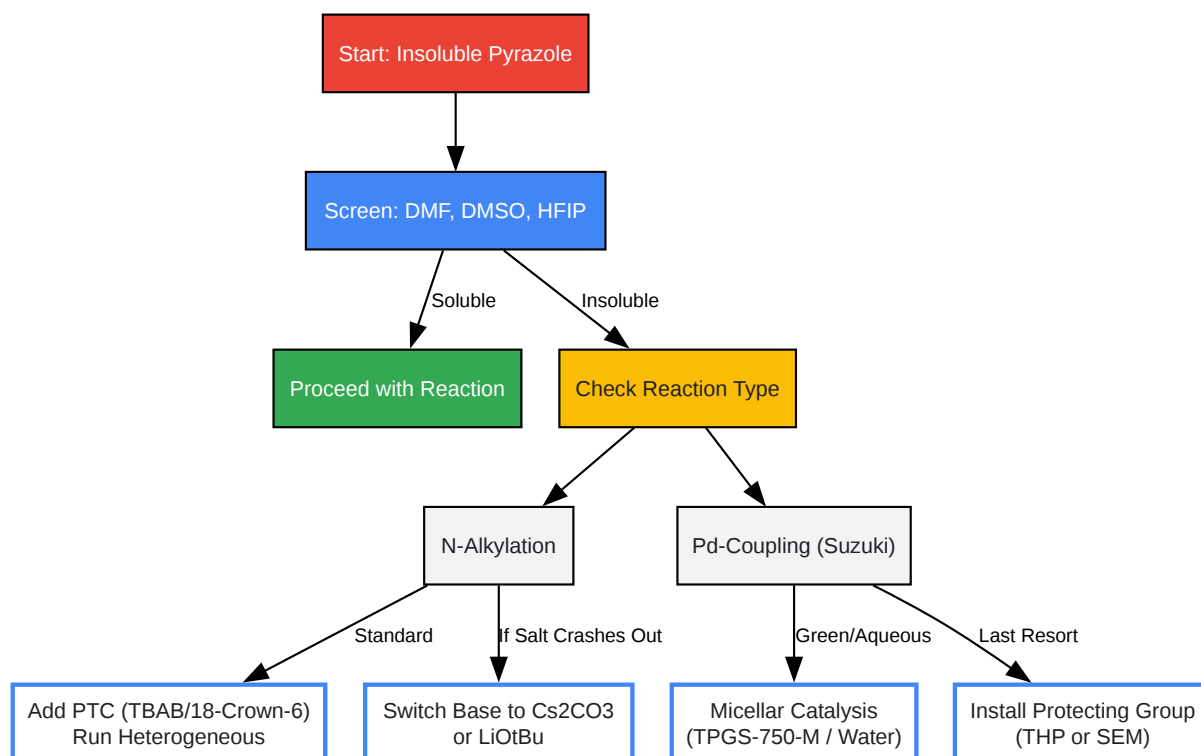 Start: Insoluble Pyrazole
Screen: DMF, DMSO, HFIP
Soluble
Insoluble
Proceed with Reaction
Check Reaction Type
N-Alkylation
Pd-Coupling (Suzuki)
Standard
If Salt Crashes Out
Green/Aqueous
Last Resort
Add PTC (TBAB/18-Crown-6)
Run Heterogeneous
Switch Base to Cs2CO3
or LiOtBu
Micellar Catalysis
(TPGS-750-M / Water)
Install Protecting Group
(THP or SEM)